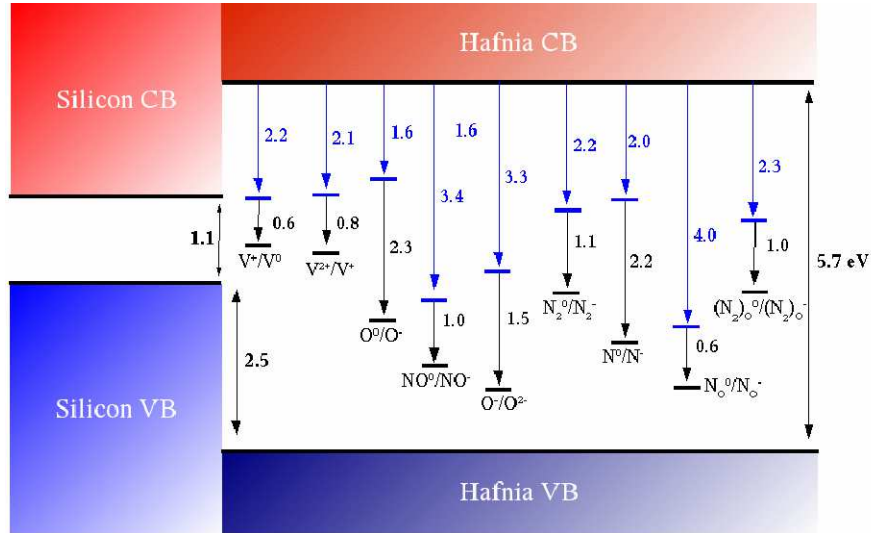 Hafnia CB
Silicon CB
2.2
2.1
1.6
1.6
2.2
2.0
2.3
3.4
3.3
4.0
1.1
0.6
0.8
2.3
1.1
2.2
1.0
5.7 eV
V⁺/V⁰
V²⁺/V⁺
1.0
1.5
N₂⁰/N₂⁻
(N₂)ₒ⁰/(N₂)ₒ⁻
O⁰/O⁻
N⁰/N⁻
0.6
2.5
NO⁰/NO⁻
O⁻/O²⁻
Nₒ⁰/Nₒ⁻
Silicon VB
Hafnia VB